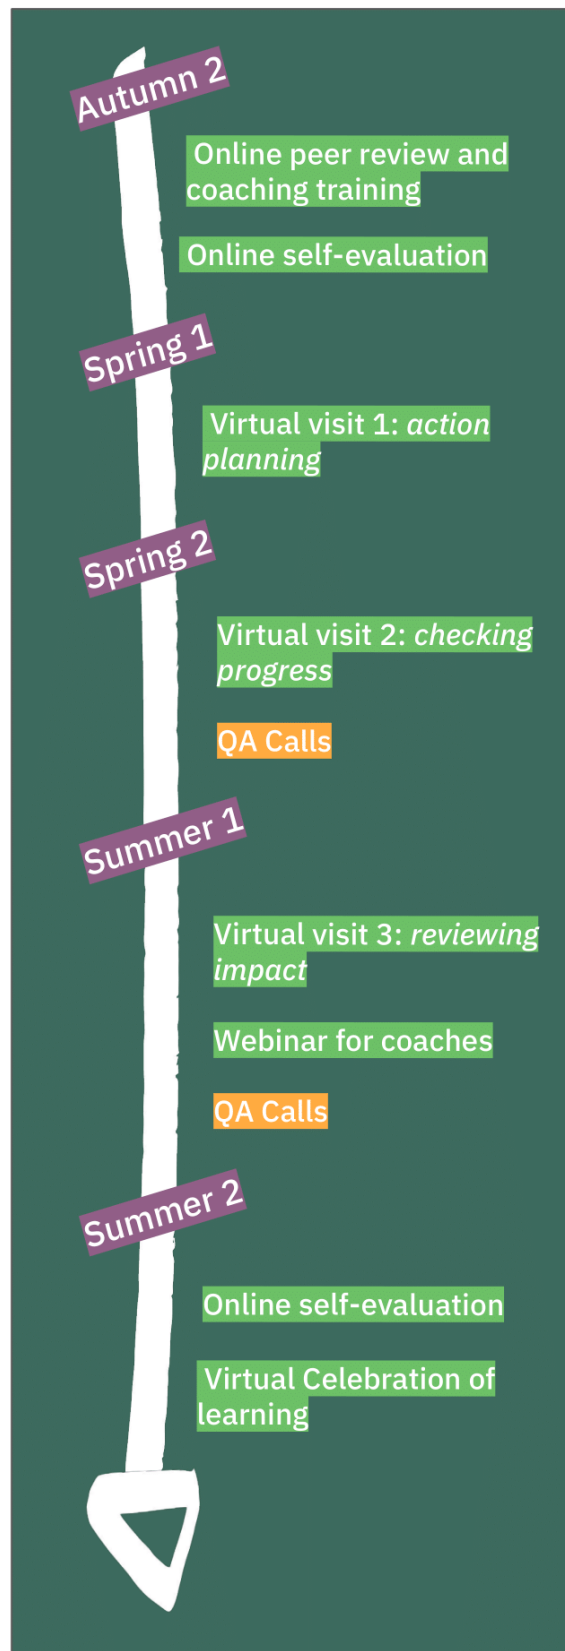 Autumn 2
Online peer review and
coaching training
Online self-evaluation
Spring 1
Virtual visit 1: action
planning
Spring 2
Virtual visit 2: checking
progress
QA Calls
Summer 1
Virtual visit 3: reviewing
impact
Webinar for coaches
QA Calls
Summer 2
Online self-evaluation
Virtual Celebration of
learning